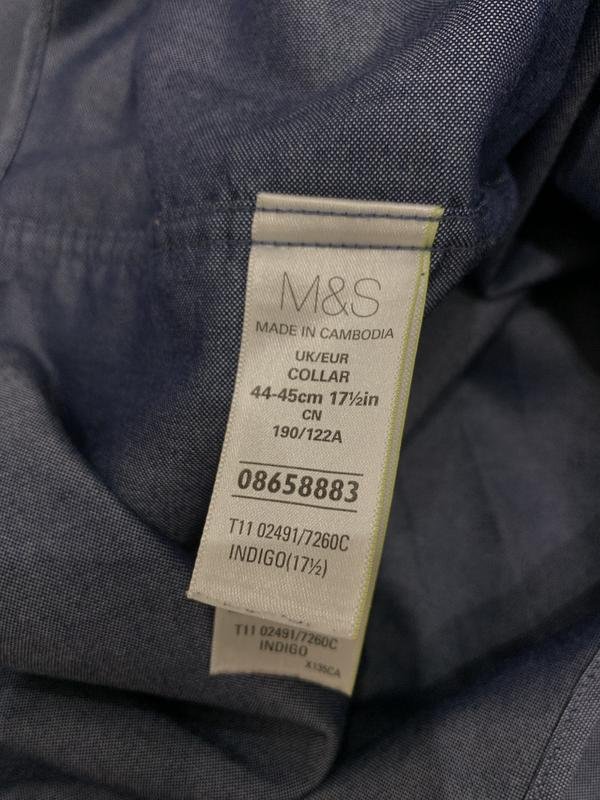 M&S
MADE IN CAMBODIA
UK/EUR
COLLAR
44-45cm 17½in
CN
190/122A
08658883
T11 02491/7260C
INDIGO(17½)
T11 02491/7260C
INDIGO
X135CA